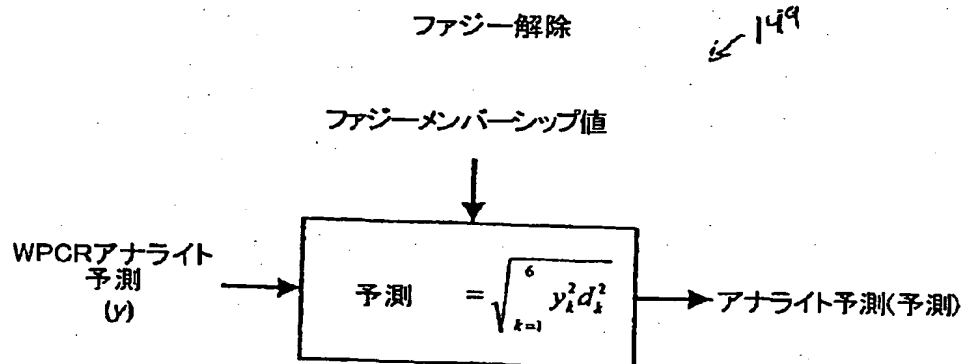 ファジー解除
149
ファジーメンバーシップ値
WPCRアナライト
予測
(y)
予測 = √ 6 k=1 y_k^2 d_k^2
アナライト予測(予測)